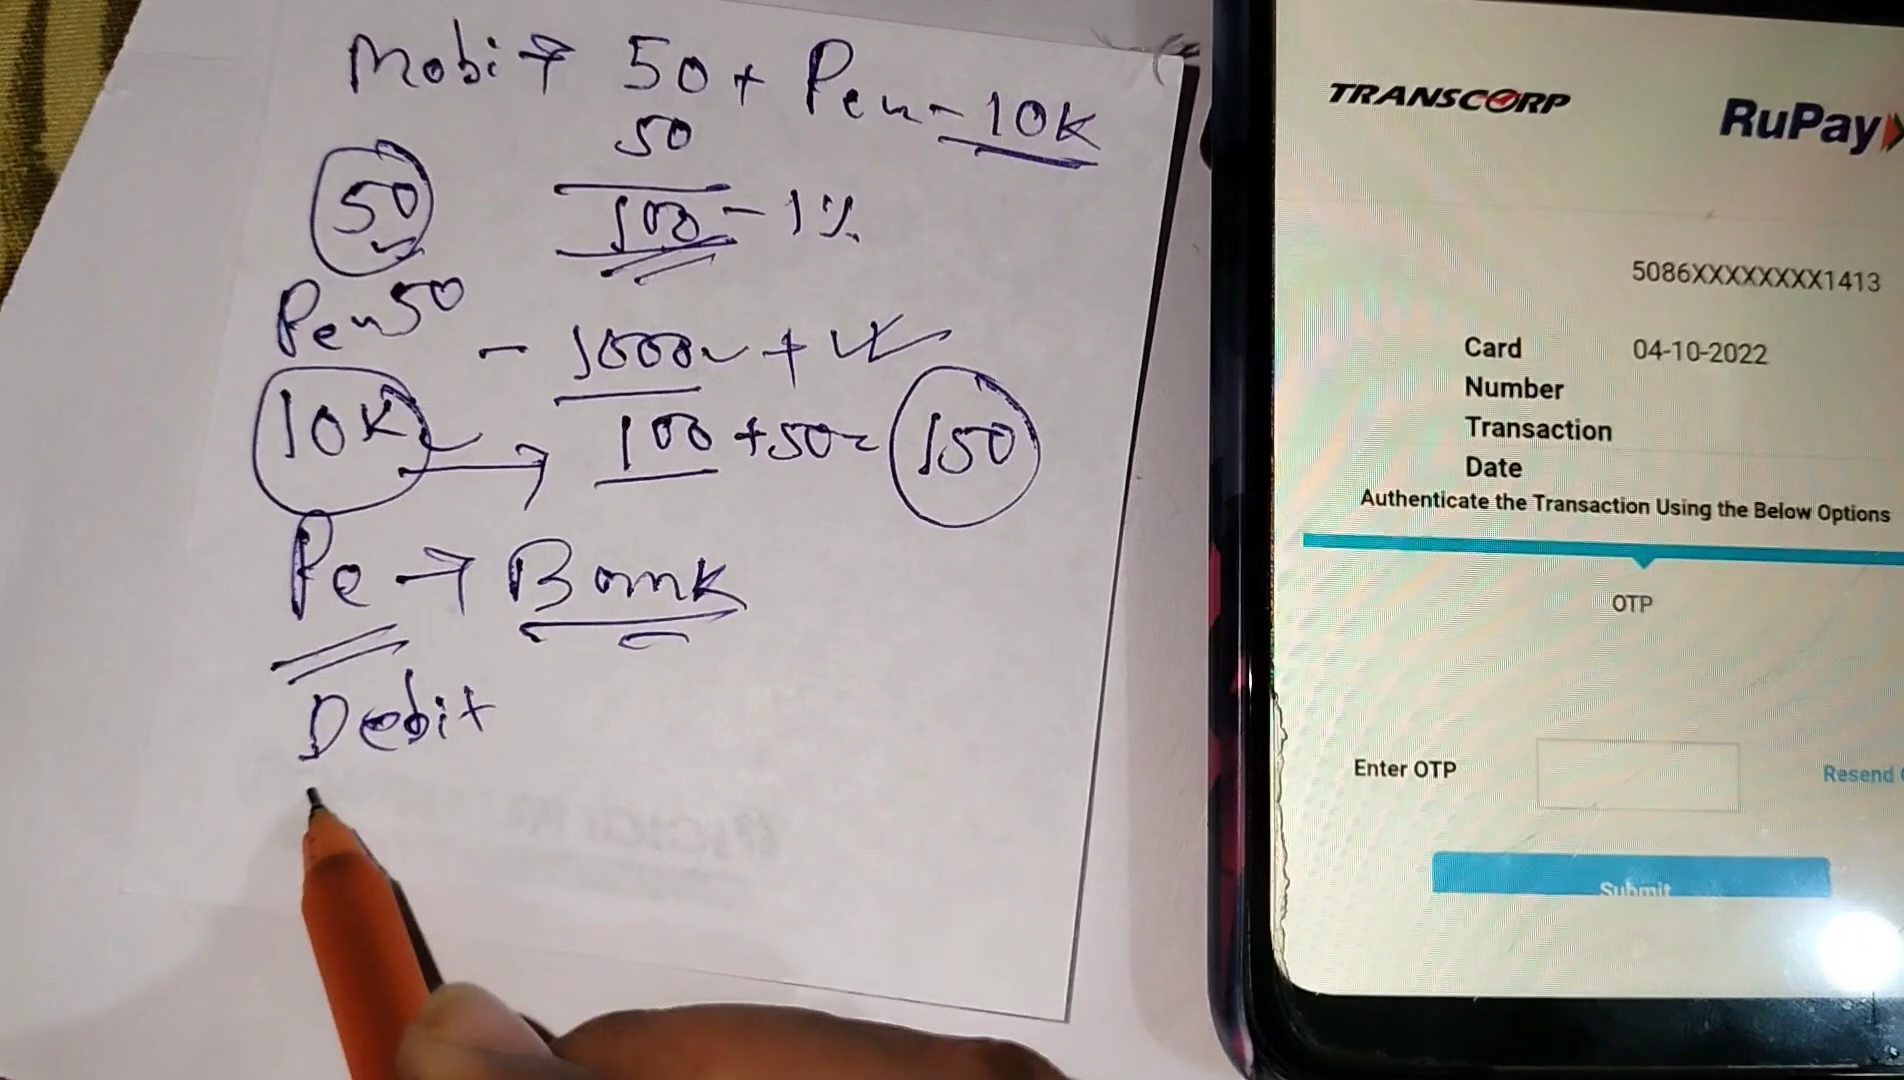 Mobi → 50 + Pen - 10K
50
50
100 - 1%
Pen 50
- 1000 +
10K → 100 + 50 = 150
Pe → Bank
Debit
TRANSCORP
RuPay
5086XXXXXXXX1413
Card 04-10-2022
Number
Transaction
Date
Authenticate the Transaction Using the Below Options
OTP
Enter OTP
Resend
Submit